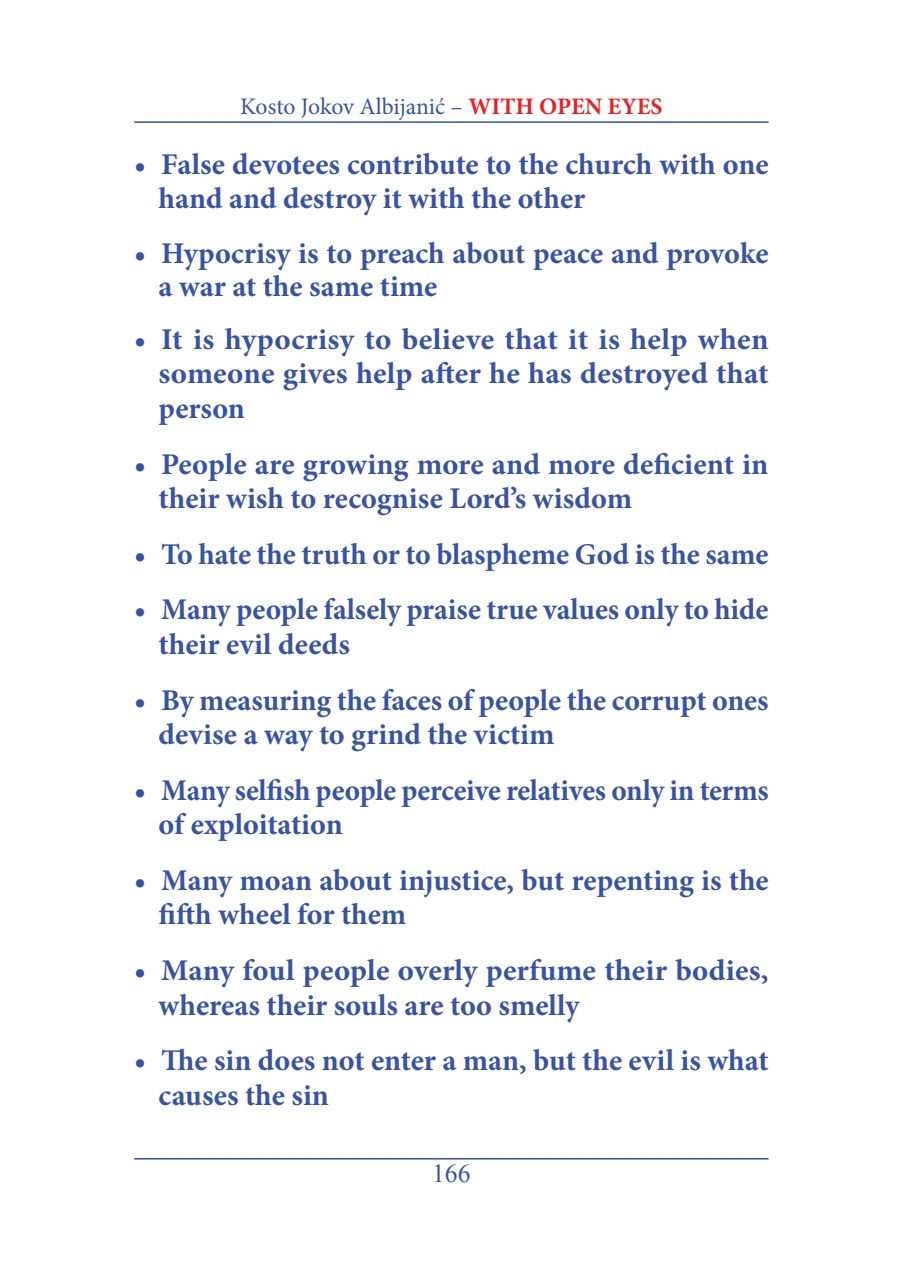 Kosto Jokov Albijanić – WITH OPEN EYES
• False devotees contribute to the church with one
hand and destroy it with the other
• Hypocrisy is to preach about peace and provoke
a war at the same time
• It is hypocrisy to believe that it is help when
someone gives help after he has destroyed that
person
• People are growing more and more deficient in
their wish to recognise Lord’s wisdom
• To hate the truth or to blaspheme God is the same
• Many people falsely praise true values only to hide
their evil deeds
• By measuring the faces of people the corrupt ones
devise a way to grind the victim
• Many selfish people perceive relatives only in terms
of exploitation
• Many moan about injustice, but repenting is the
fifth wheel for them
• Many foul people overly perfume their bodies,
whereas their souls are too smelly
• The sin does not enter a man, but the evil is what
causes the sin
166